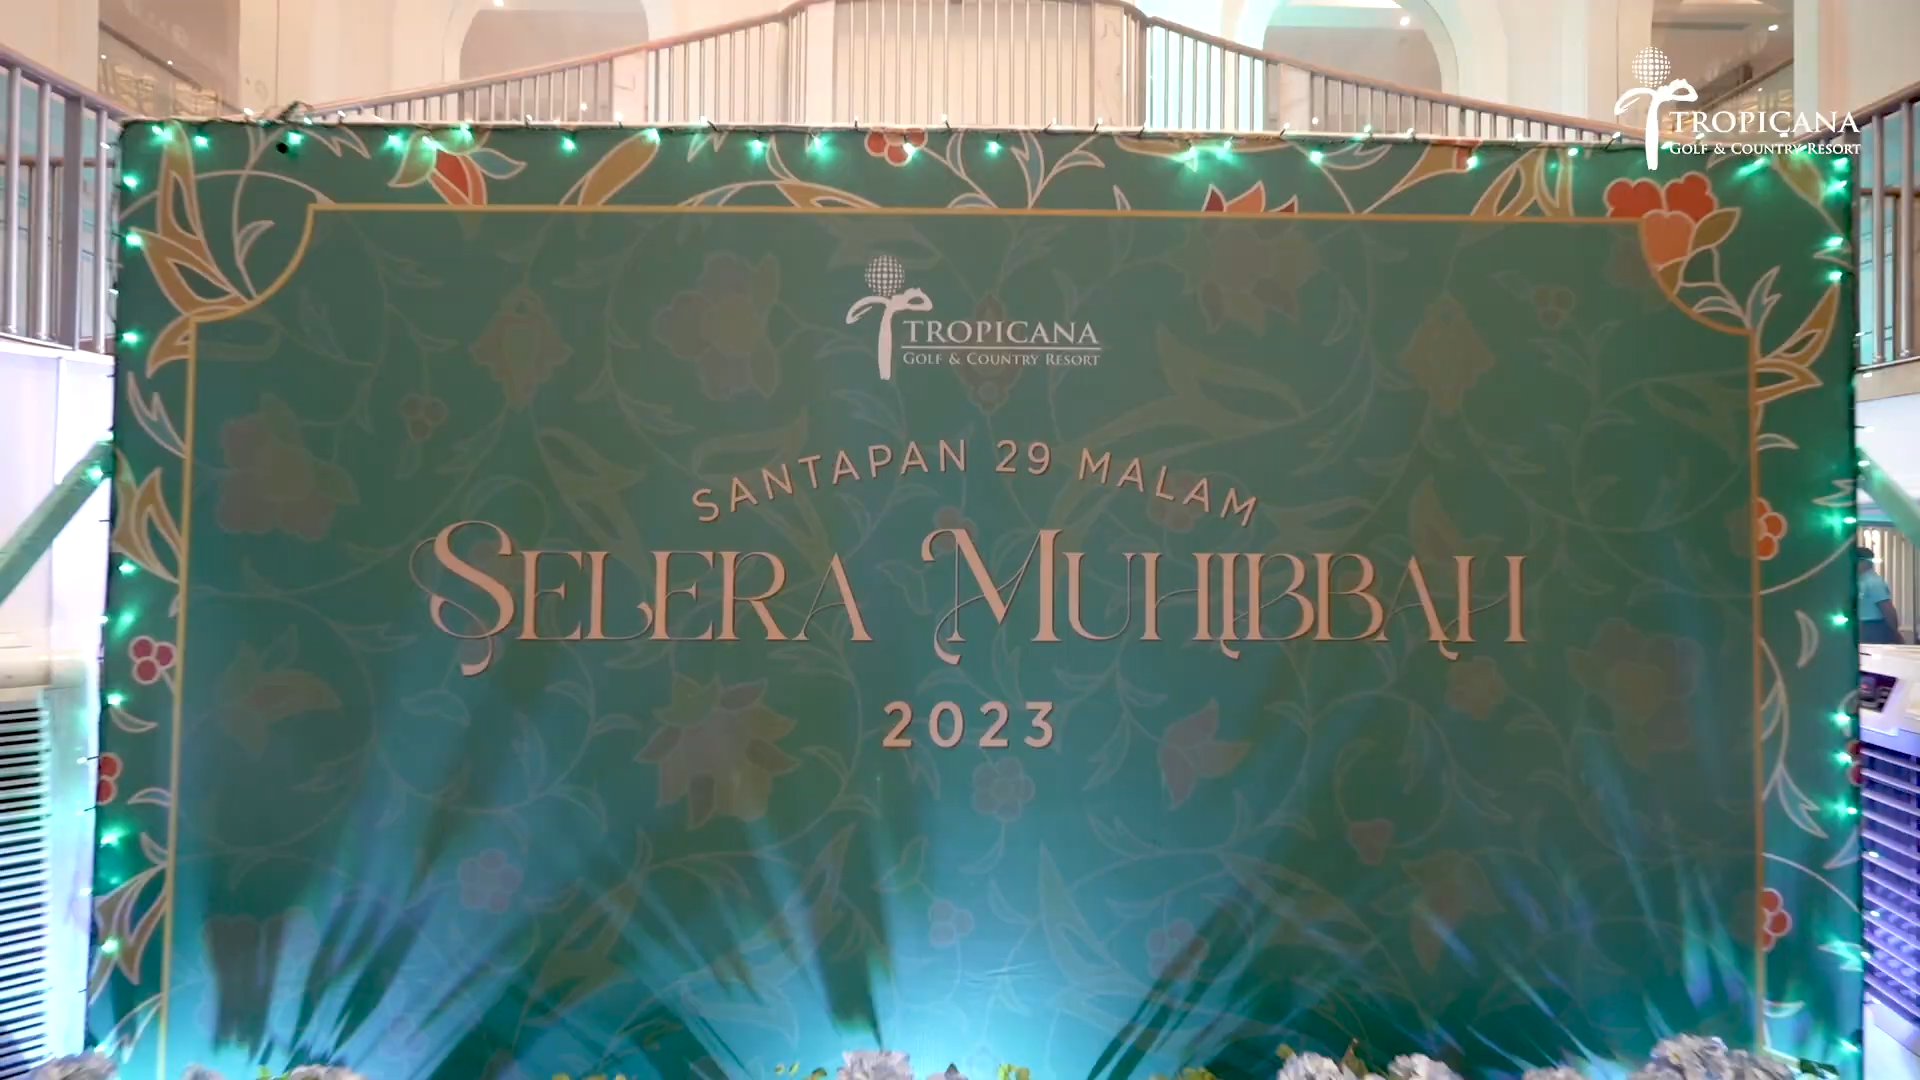 TROPICANA
GOLF & COUNTRY RESORT
TROPICANA
GOLF & COUNTRY RESORT
SANTAPAN 29 MALAM
SELERA MUHIBBAH
2023